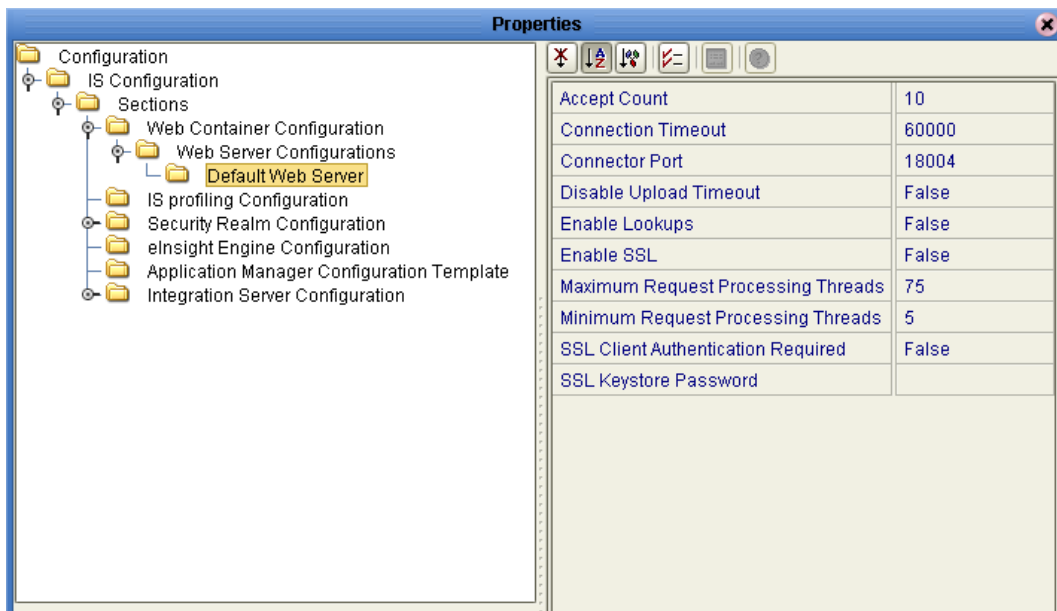 Properties
Configuration
IS Configuration
Sections
Web Container Configuration
Web Server Configurations
Default Web Server
IS profiling Configuration
Security Realm Configuration
eInsight Engine Configuration
Application Manager Configuration Template
Integration Server Configuration
Accept Count 10
Connection Timeout 60000
Connector Port 18004
Disable Upload Timeout False
Enable Lookups False
Enable SSL False
Maximum Request Processing Threads 75
Minimum Request Processing Threads 5
SSL Client Authentication Required False
SSL Keystore Password